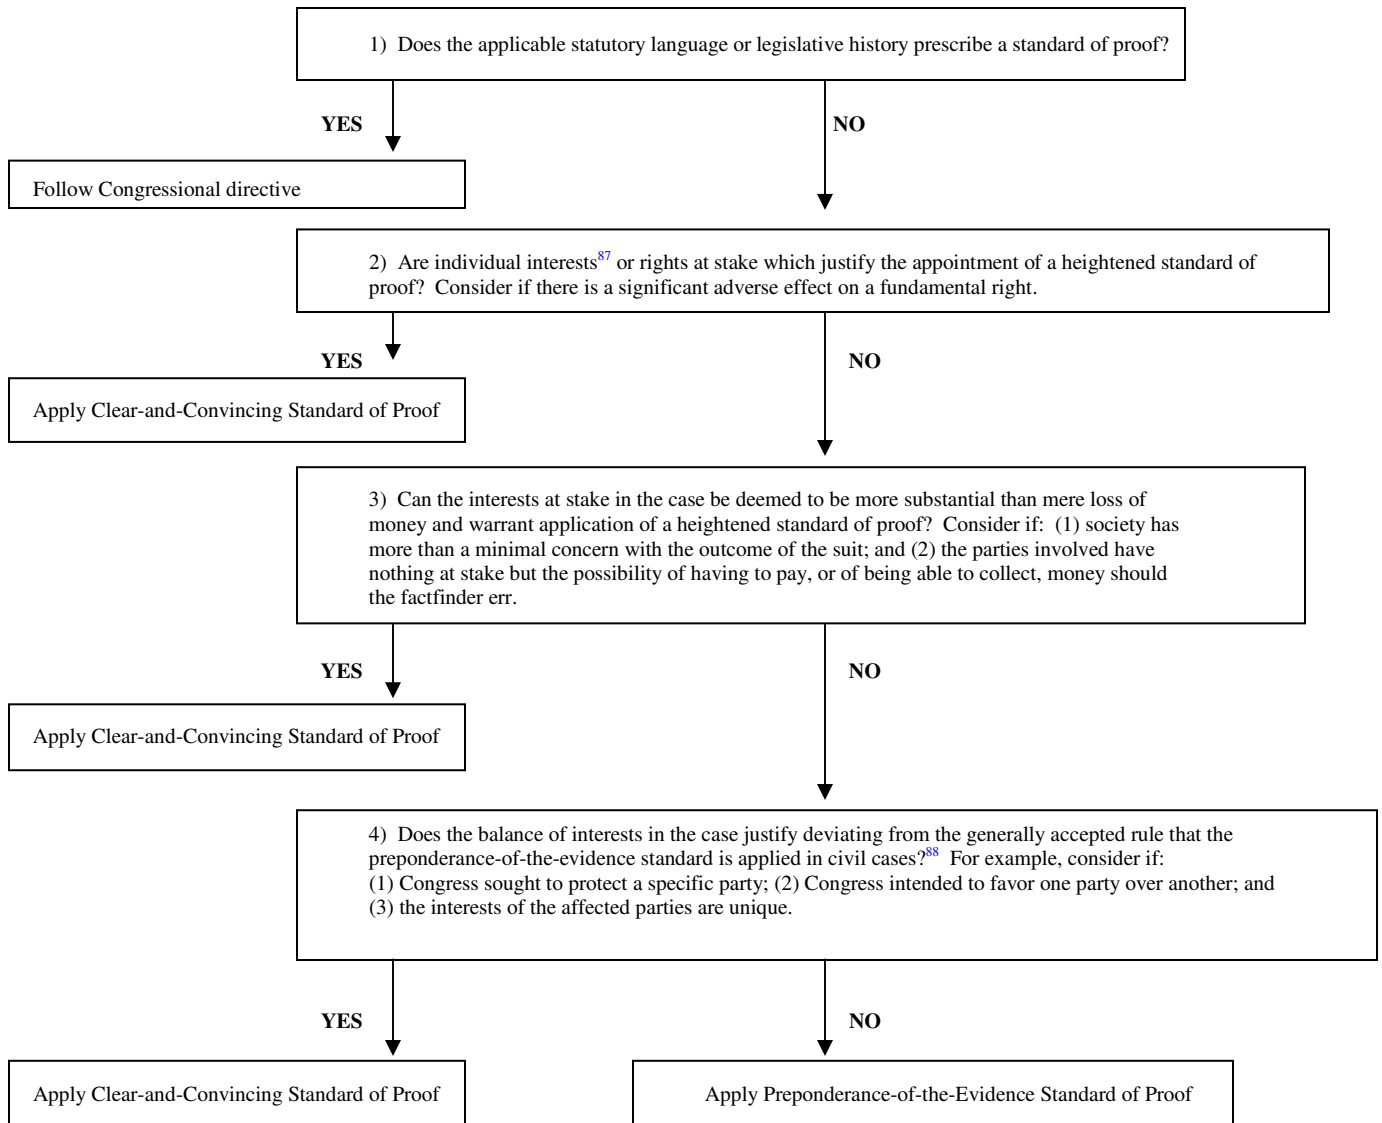 1) Does the applicable statutory language or legislative history prescribe a standard of proof?
YES
NO
Follow Congressional directive
2) Are individual interests87 or rights at stake which justify the appointment of a heightened standard of
proof? Consider if there is a significant adverse effect on a fundamental right.
YES
NO
Apply Clear-and-Convincing Standard of Proof
3) Can the interests at stake in the case be deemed to be more substantial than mere loss of
money and warrant application of a heightened standard of proof? Consider if: (1) society has
more than a minimal concern with the outcome of the suit; and (2) the parties involved have
nothing at stake but the possibility of having to pay, or of being able to collect, money should
the factfinder err.
YES
NO
Apply Clear-and-Convincing Standard of Proof
4) Does the balance of interests in the case justify deviating from the generally accepted rule that the
preponderance-of-the-evidence standard is applied in civil cases?88 For example, consider if:
(1) Congress sought to protect a specific party; (2) Congress intended to favor one party over another; and
(3) the interests of the affected parties are unique.
YES
NO
Apply Clear-and-Convincing Standard of Proof
Apply Preponderance-of-the-Evidence Standard of Proof